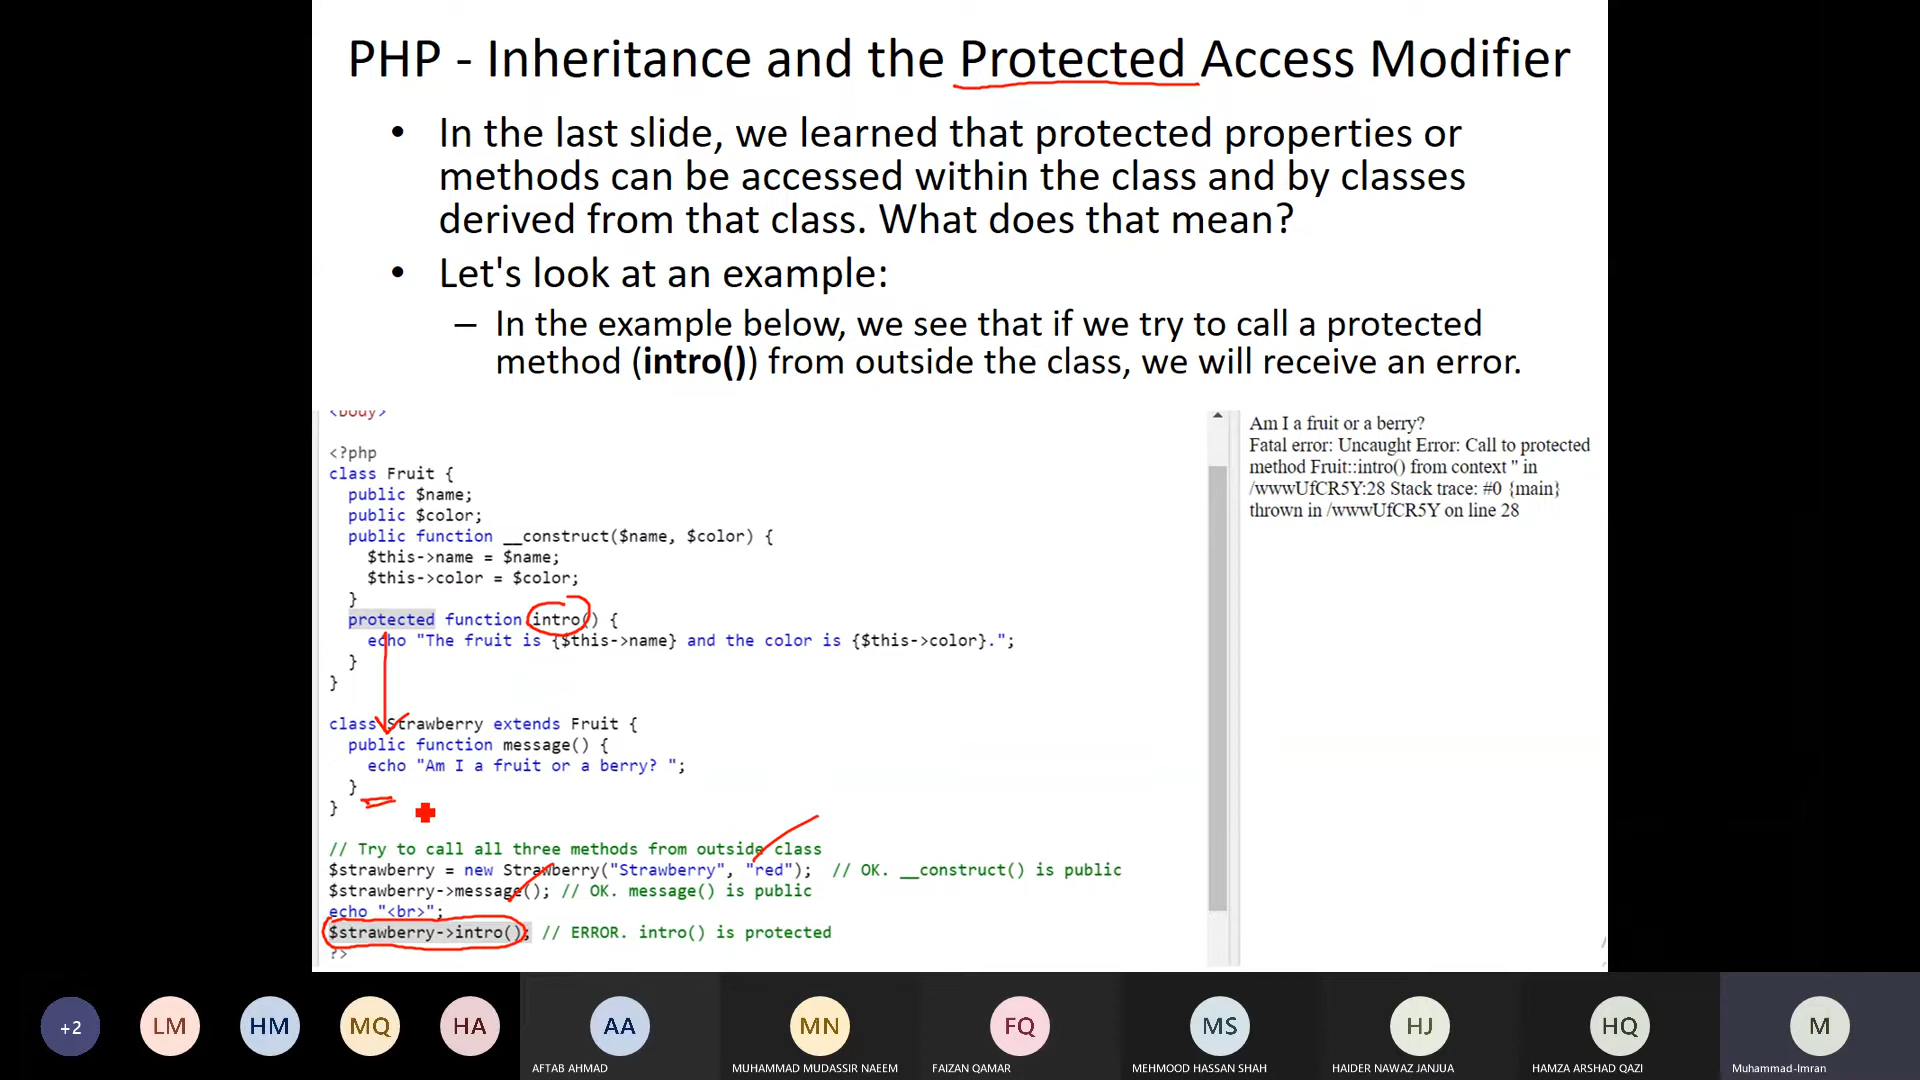 PHP - Inheritance and the Protected Access Modifier
• In the last slide, we learned that protected properties or
methods can be accessed within the class and by classes
derived from that class. What does that mean?
• Let's look at an example:
– In the example below, we see that if we try to call a protected
method (intro()) from outside the class, we will receive an error.
<body>
<?php
class Fruit {
public $name;
public $color;
public function __construct($name, $color) {
$this->name = $name;
$this->color = $color;
}
protected function intro() {
echo "The fruit is {$this->name} and the color is {$this->color}.";
}
}
class Strawberry extends Fruit {
public function message() {
echo "Am I a fruit or a berry? ";
}
}
// Try to call all three methods from outside class
$strawberry = new Strawberry("Strawberry", "red"); // OK. __construct() is public
$strawberry->message(); // OK. message() is public
echo "<br>";
$strawberry->intro(); // ERROR. intro() is protected
?>
Am I a fruit or a berry?
Fatal error: Uncaught Error: Call to protected
method Fruit::intro() from context '' in
/wwwUfCR5Y:28 Stack trace: #0 {main}
thrown in /wwwUfCR5Y on line 28
+2
LM
HM
MQ
HA
AA
AFTAB AHMAD
MN
MUHAMMAD MUDASSIR NAEEM
FQ
FAIZAN QAMAR
MS
MEHMOOD HASSAN SHAH
HJ
HAIDER NAWAZ JANJUA
HQ
HAMZA ARSHAD QAZI
M
Muhammad-Imran